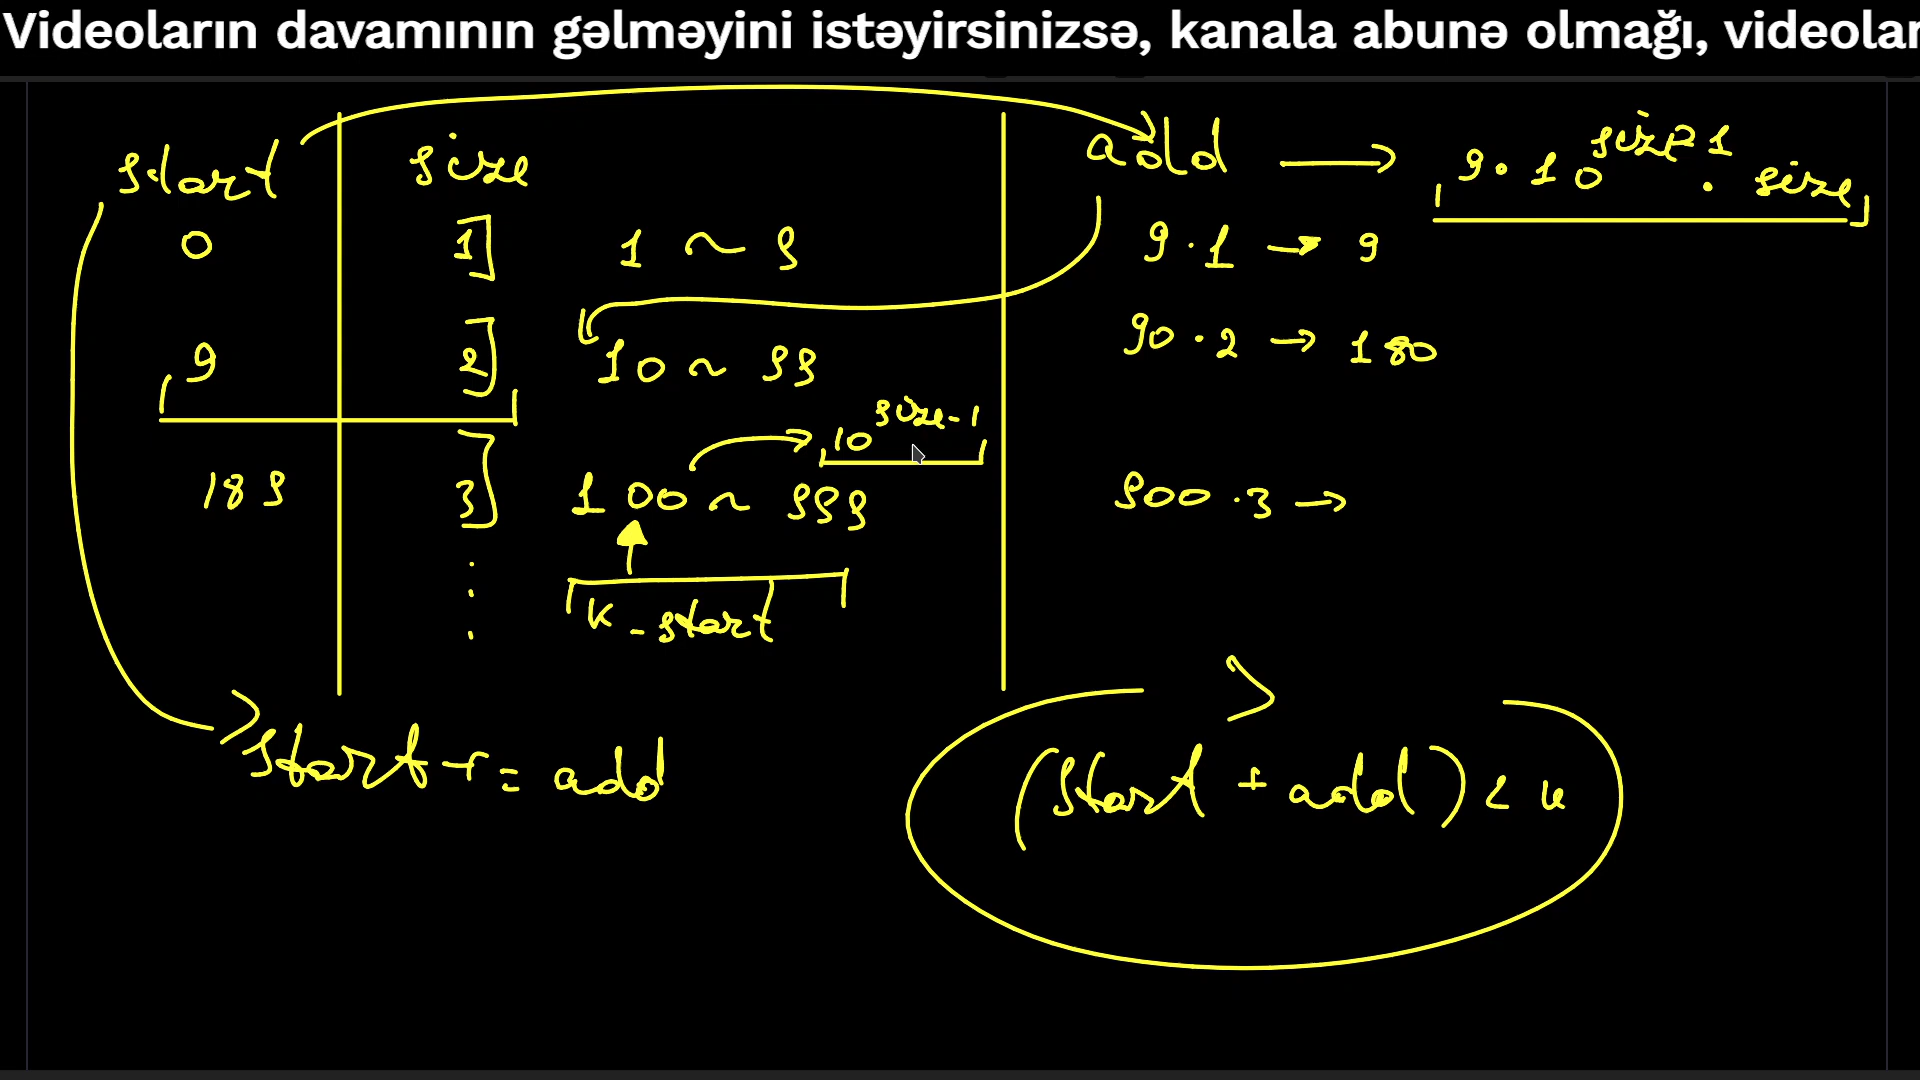 Videoların davamının gəlməyini istəyirsinizsə, kanala abunə olmağı, videolar
start size add → 9 · 10^size-1 · size
0 1] 1 ~ 9 9 · 1 → 9
9 2] 10 ~ 99 90 · 2 → 180
10^size-1
189 3] 100 ~ 999 900 · 3 →
k - start
start += add
(start + add) < k